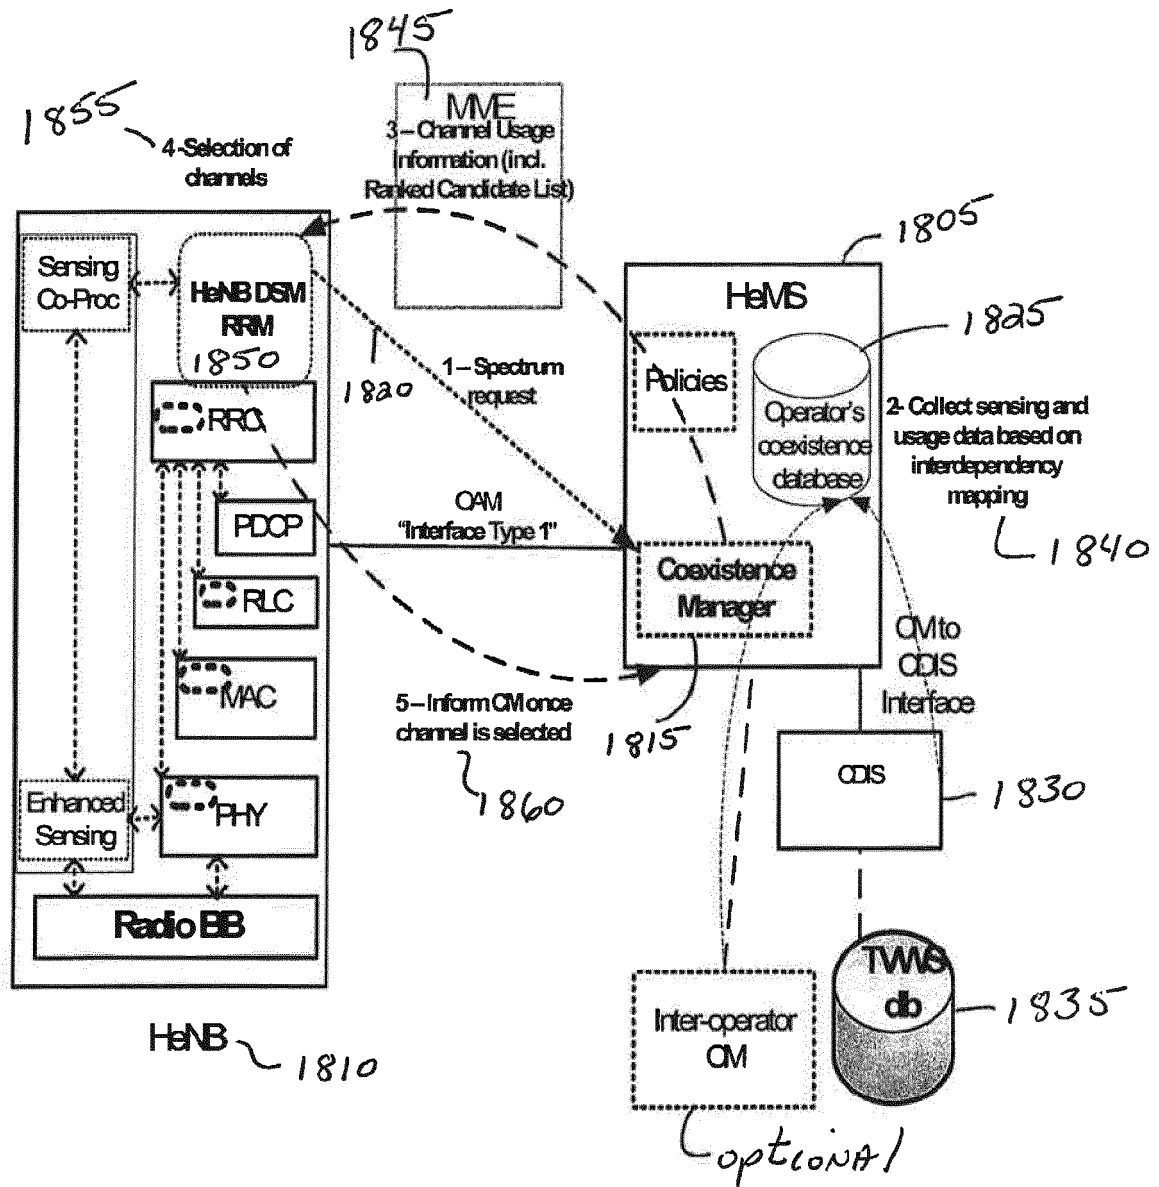 1845
1855
MME
3 – Channel Usage
Information (incl.
Ranked Candidate List)
4-Selection of
channels
1805
Sensing
Co-Proc
HeNB DSM
RRM
1850
HeMS
1825
1820
1 – Spectrum
request
Policies
Operator's
coexistence
database
2- Collect sensing and
usage data based on
interdependency
mapping
1840
RRC
PDCP
OAM
"Interface Type 1"
Coexistence
Manager
RLC
MAC
CM to
CDIS
Interface
5 – Inform CM once
channel is selected
1815
1860
CDIS
1830
Enhanced
Sensing
PHY
Radio BB
TVWS
db
1835
Inter-operator
CM
HeNB
1810
optional